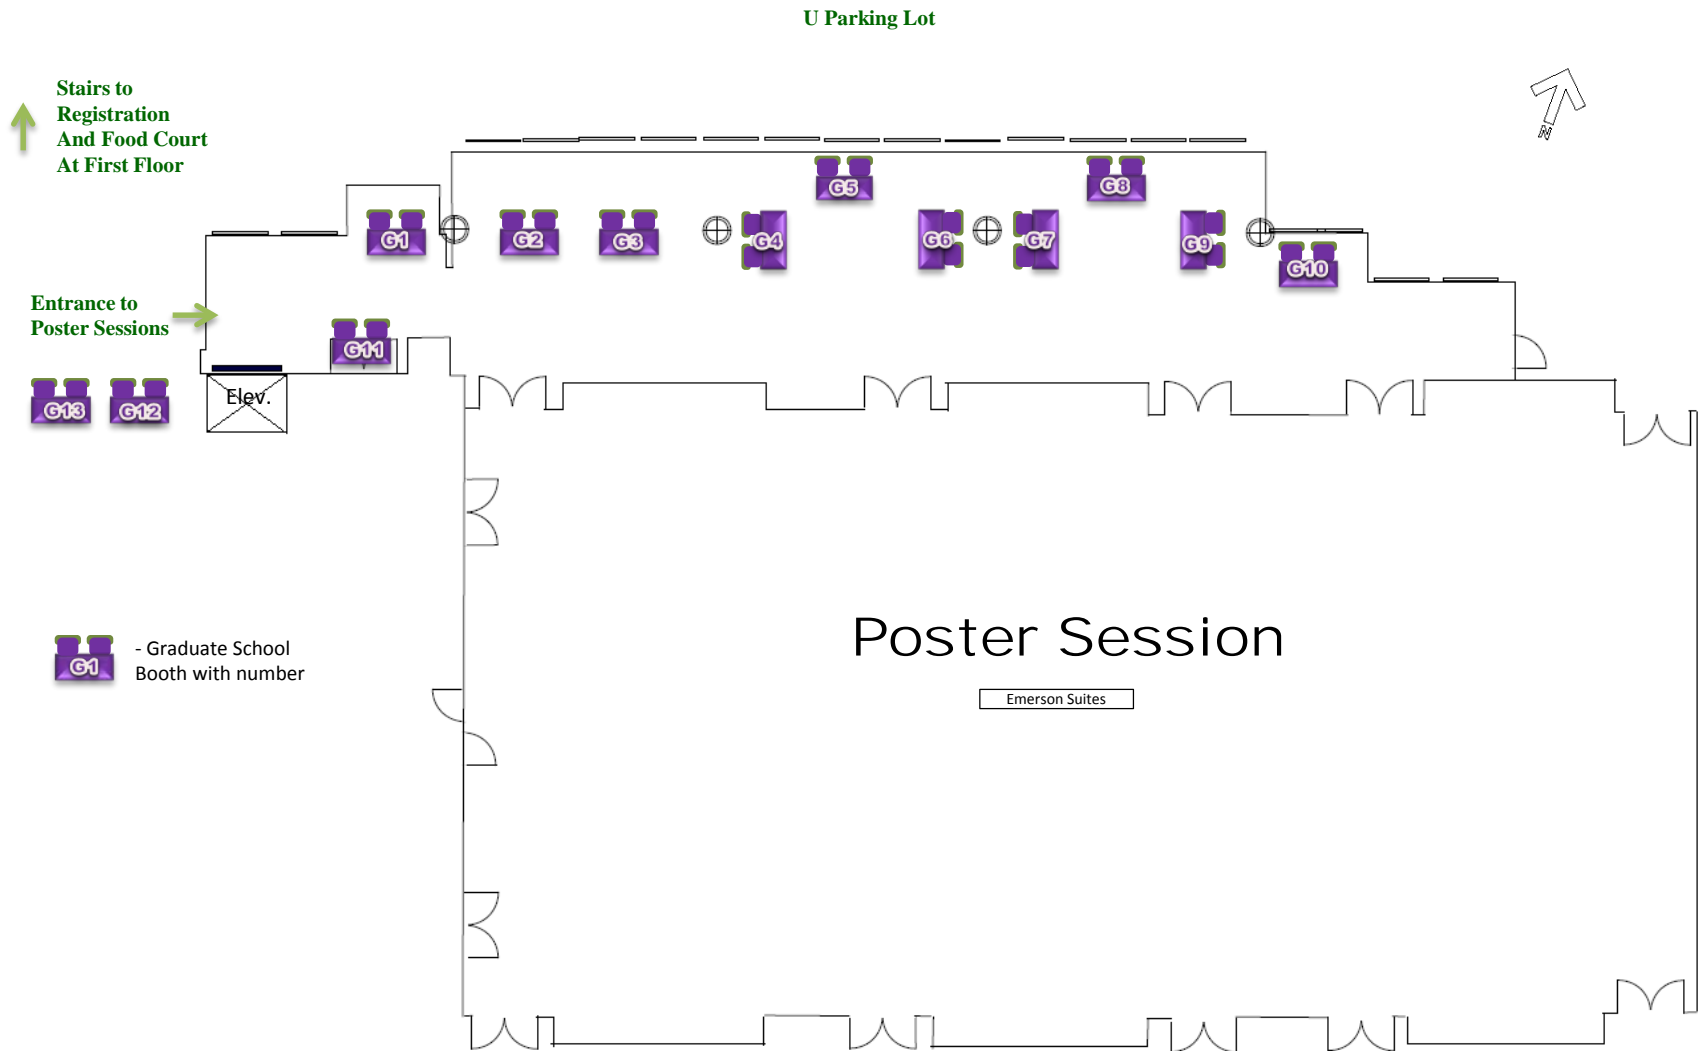 U Parking Lot
Stairs to
Registration
And Food Court
At First Floor
N
G5
G8
G1
G2
G3
G4
G6
G7
G9
G10
Entrance to
Poster Sessions
G11
Elev.
G13
G12
Poster Session
G1
- Graduate School
Booth with number
Emerson Suites